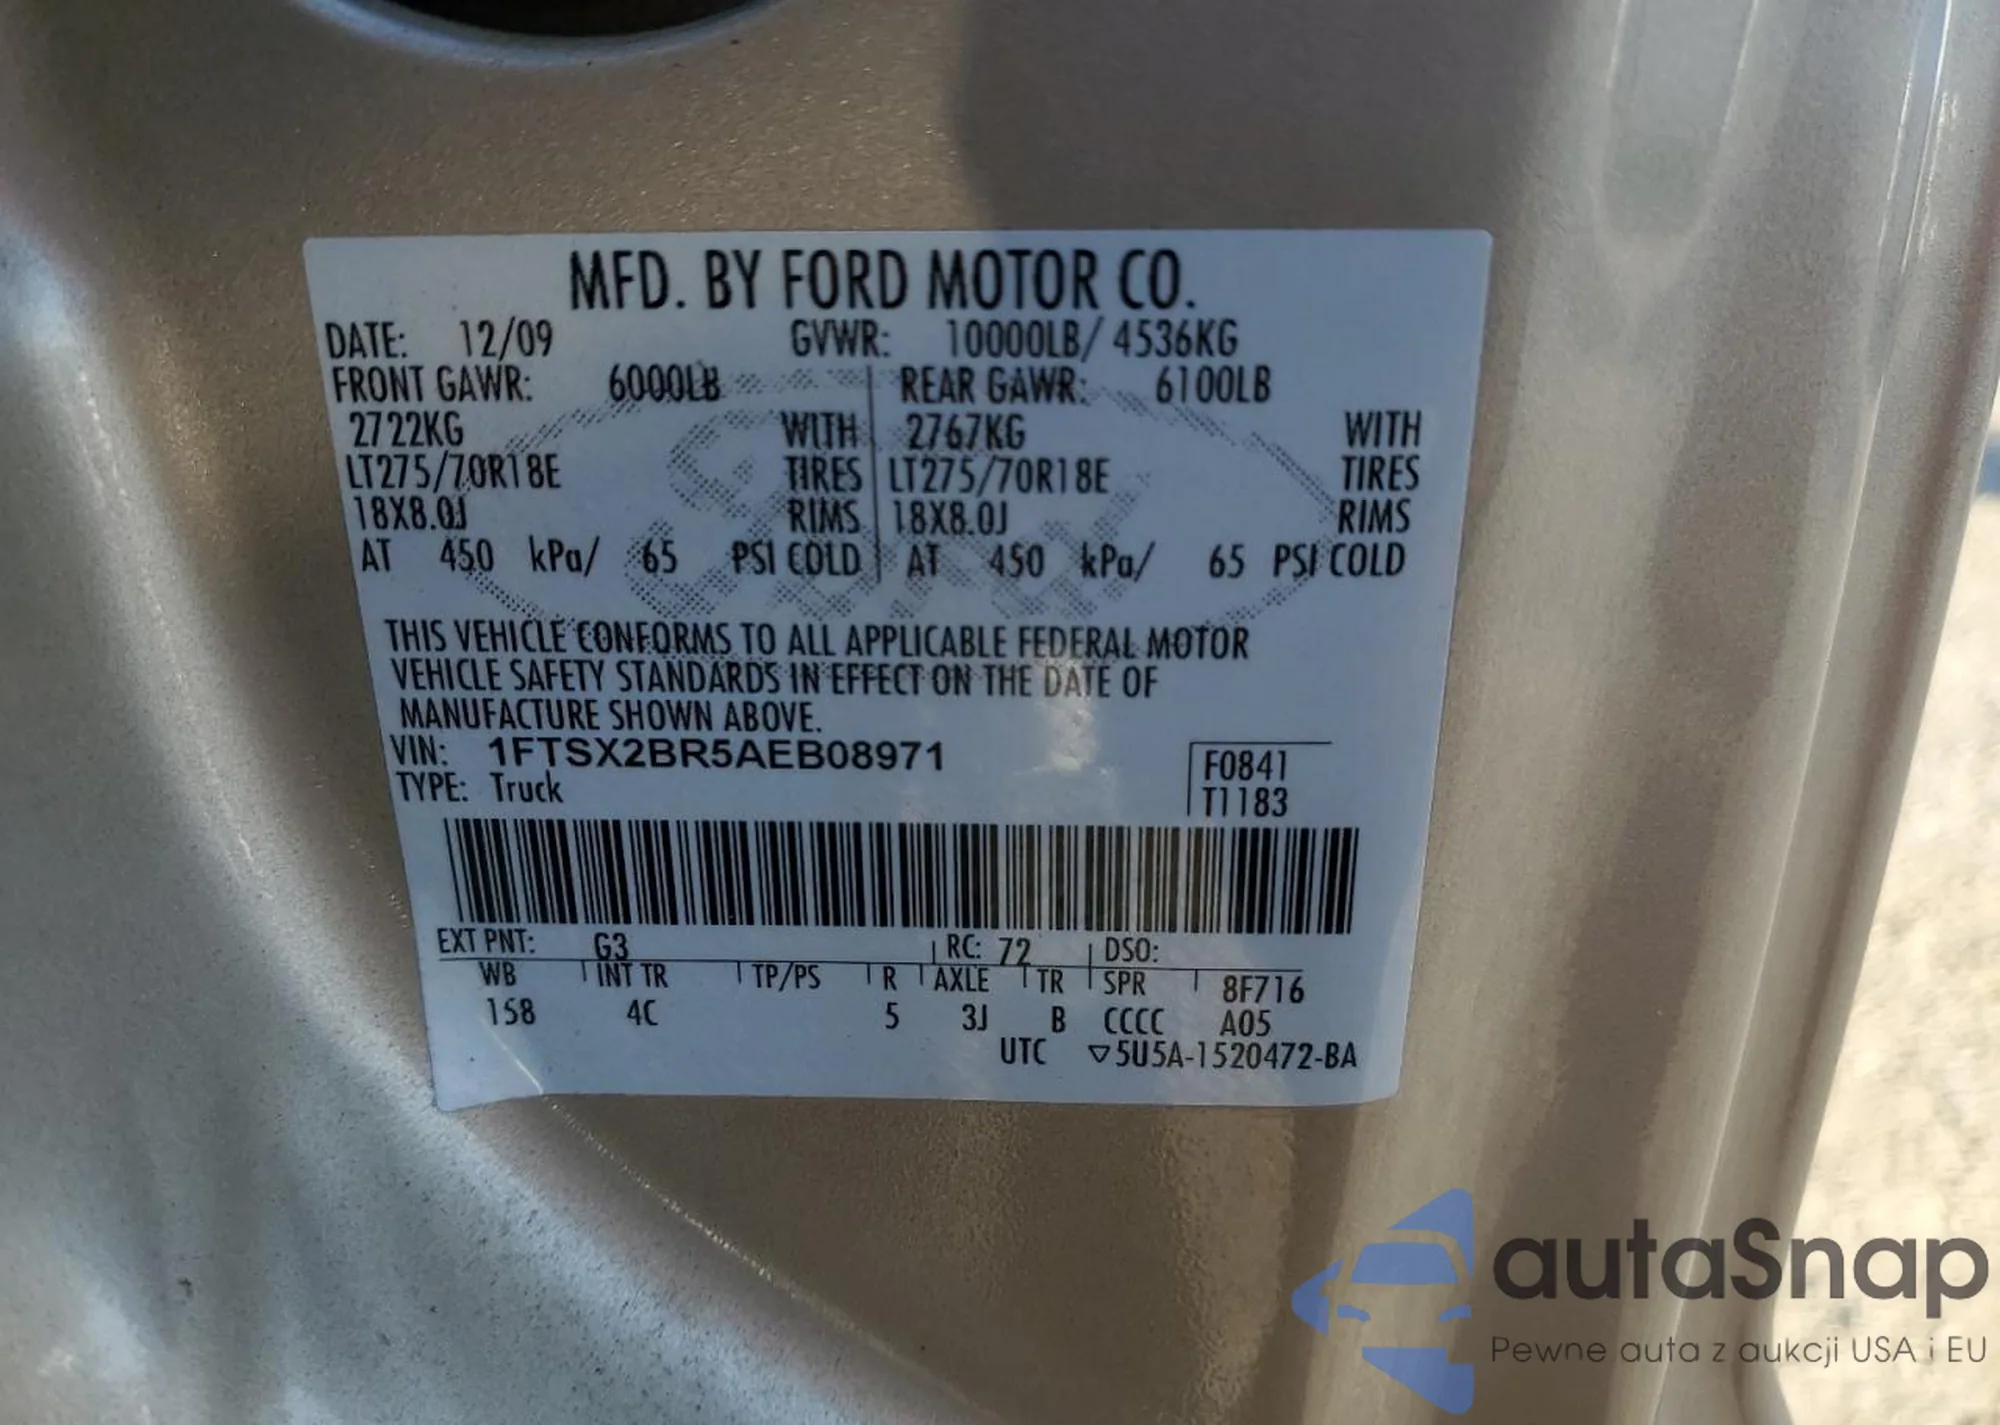 MFD. BY FORD MOTOR CO.
DATE: 12/09 GVWR: 10000LB/ 4536KG
FRONT GAWR: 6000LB REAR GAWR: 6100LB
2722KG WITH 2767KG WITH
LT275/70R18E TIRES LT275/70R18E TIRES
18X8.0J RIMS 18X8.0J RIMS
AT 450 kPa/ 65 PSI COLD AT 450 kPa/ 65 PSI COLD
THIS VEHICLE CONFORMS TO ALL APPLICABLE FEDERAL MOTOR
VEHICLE SAFETY STANDARDS IN EFFECT ON THE DATE OF
MANUFACTURE SHOWN ABOVE.
VIN: 1FTSX2BR5AEB08971 F0841
TYPE: Truck T1183
EXT PNT: G3 RC: 72 DSO:
WB INT TR TP/PS R AXLE TR SPR 8F716
158 4C 5 3J B CCCC A05
UTC ▽5U5A-1520472-BA
autaSnap
Pewne auta z aukcji USA i EU